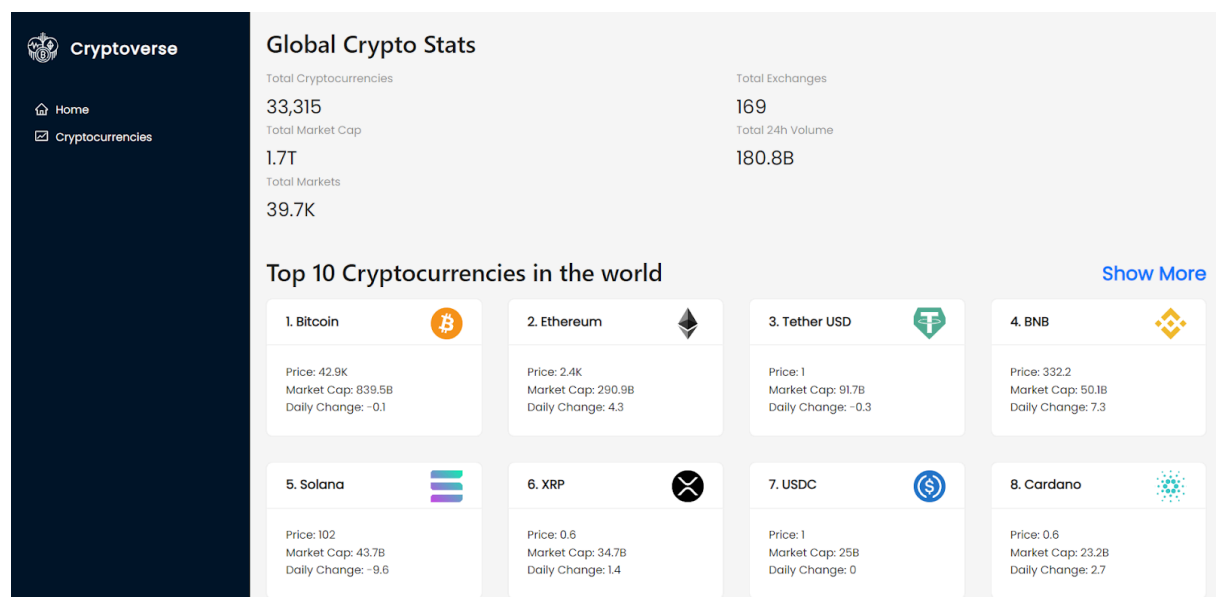 Cryptoverse
Home
Cryptocurrencies
Global Crypto Stats
Total Cryptocurrencies
33,315
Total Exchanges
169
Total Market Cap
1.7T
Total 24h Volume
180.8B
Total Markets
39.7K
Top 10 Cryptocurrencies in the world
Show More
1. Bitcoin
Price: 42.9K
Market Cap: 839.5B
Daily Change: -0.1
2. Ethereum
Price: 2.4K
Market Cap: 290.9B
Daily Change: 4.3
3. Tether USD
Price: 1
Market Cap: 91.7B
Daily Change: -0.3
4. BNB
Price: 332.2
Market Cap: 50.1B
Daily Change: 7.3
5. Solana
Price: 102
Market Cap: 43.7B
Daily Change: -9.6
6. XRP
Price: 0.6
Market Cap: 34.7B
Daily Change: 1.4
7. USDC
Price: 1
Market Cap: 25B
Daily Change: 0
8. Cardano
Price: 0.6
Market Cap: 23.2B
Daily Change: 2.7